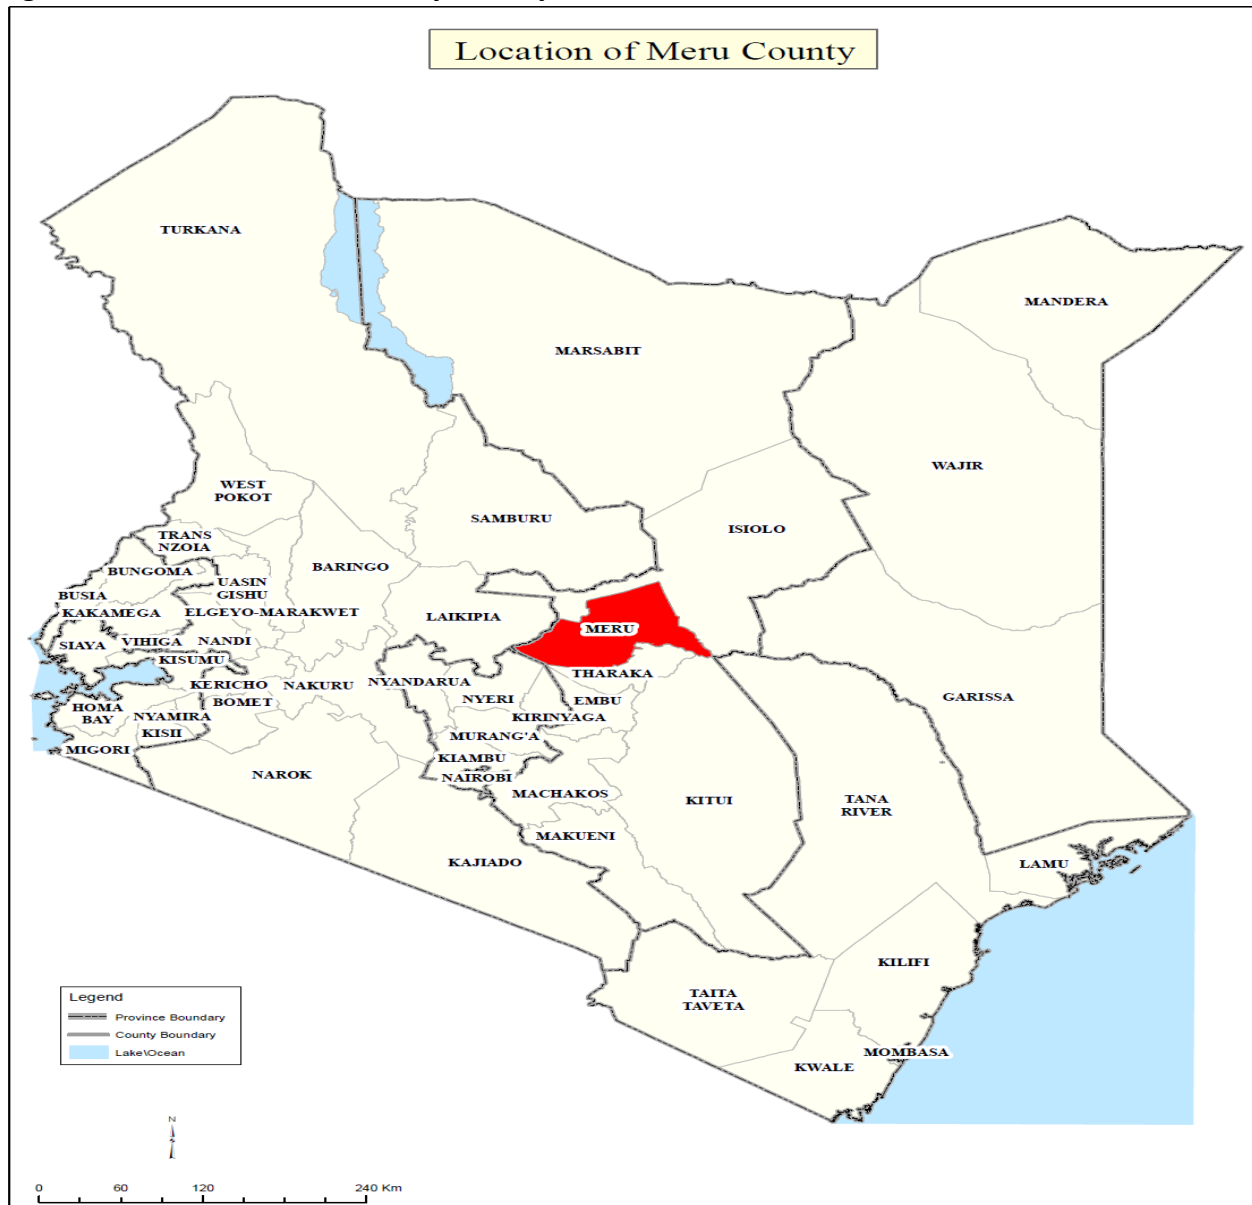 Location of Meru County
TURKANA
MANDERA
MARSABIT
WAJIR
WEST
POKOT
SAMBURU
ISIOLO
TRANS
NZOIA
BUNGOMA
BARINGO
UASIN
GISHU
BUSIA
KAKAMEGA
ELGEYO-MARAKWET
LAIKIPIA
MERU
SIAYA
VIHIGA
NANDI
KISUMU
THARAKA
KERICHO
NAKURU
NYANDARUA
GARISSA
BOMET
NYERI
EMBU
HOMA
BAY
NYAMIRA
KIRINYAGA
KISII
MURANG'A
MIGORI
KIAMBU
NAROK
NAIROBI
MACHAKOS
KITUI
TANA
RIVER
MAKUENI
KAJIADO
LAMU
KILIFI
TAITA
TAVETA
MOMBASA
KWALE
Legend
Province Boundary
County Boundary
Lake\Ocean
N
0 60 120 240 Km